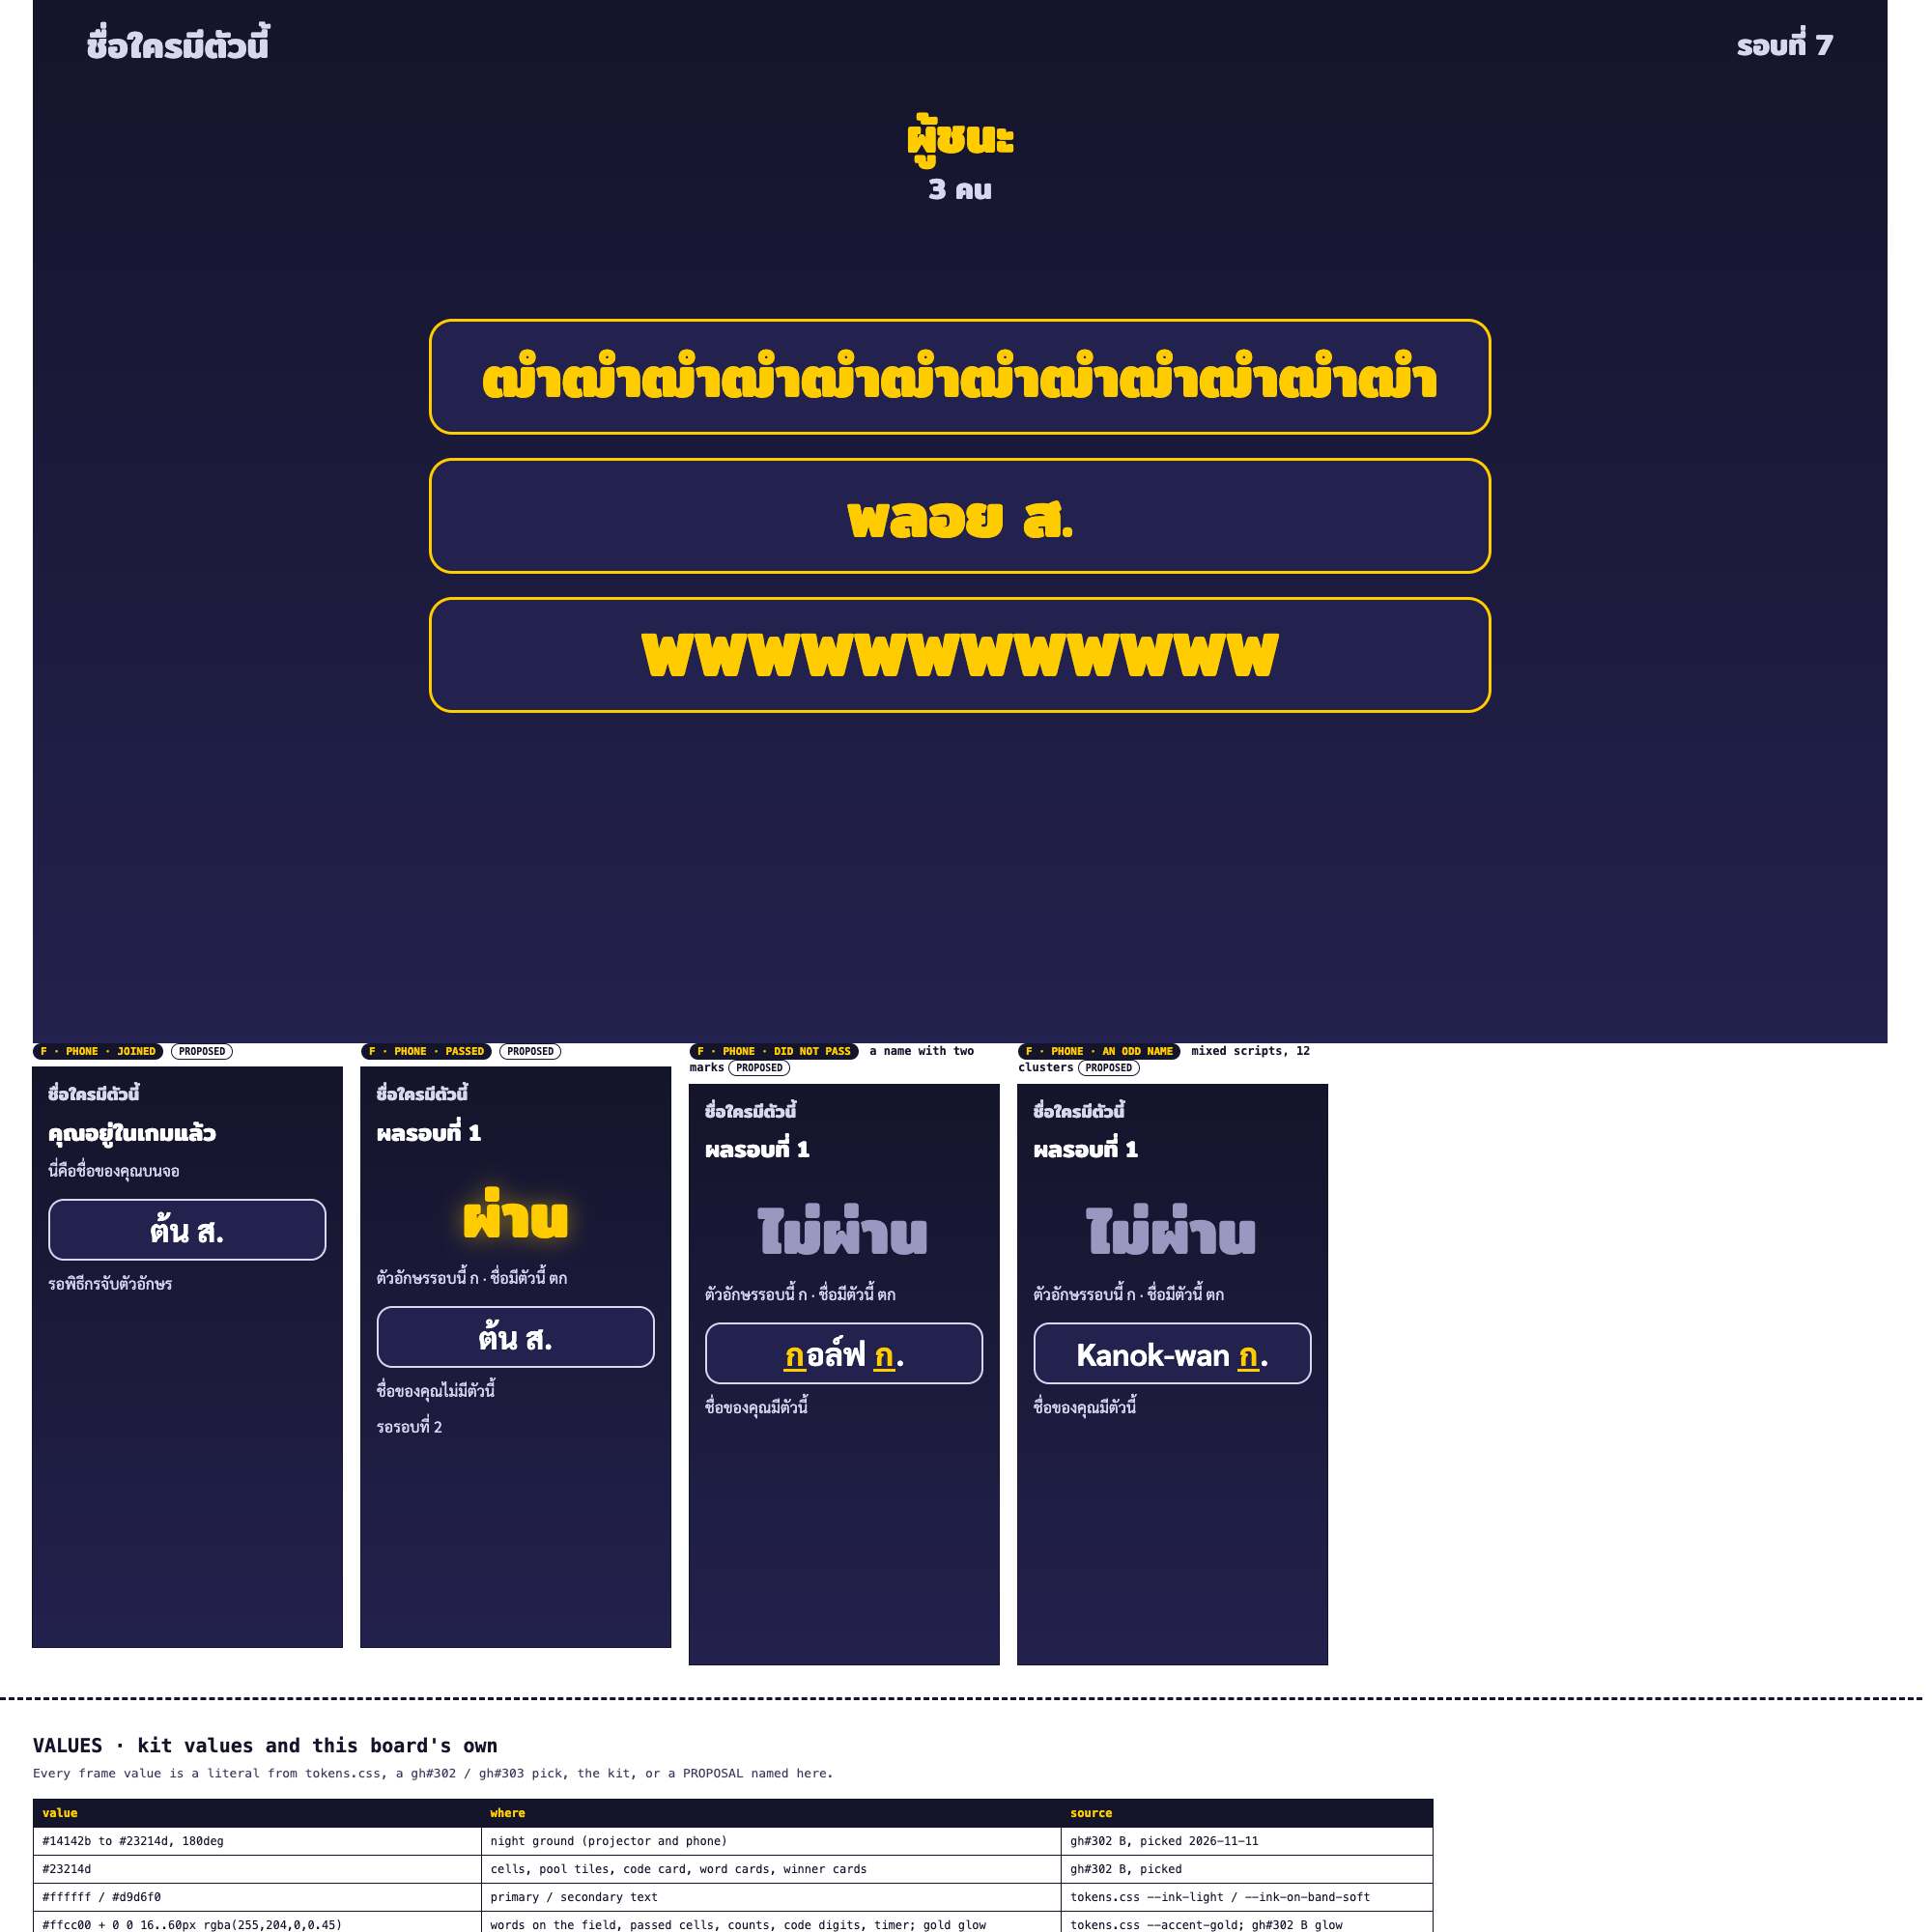 ชื่อใครมีตัวนี้
รอบที่ 7
ผู้ชนะ
3 คน
ฒำฒำฒำฒำฒำฒำฒำฒำฒำฒำฒำฒำ
พลอย ส.
WWWWWWWWWWWW
F · PHONE · JOINED PROPOSED
ชื่อใครมีตัวนี้
คุณอยู่ในเกมแล้ว
นี่คือชื่อของคุณบนจอ
ต้น ส.
รอพิธีกรจับตัวอักษร
F · PHONE · PASSED PROPOSED
ชื่อใครมีตัวนี้
ผลรอบที่ 1
ผ่าน
ตัวอักษรรอบนี้ ก · ชื่อมีตัวนี้ ตก
ต้น ส.
ชื่อของคุณไม่มีตัวนี้
รอรอบที่ 2
F · PHONE · DID NOT PASS a name with two
marks PROPOSED
ชื่อใครมีตัวนี้
ผลรอบที่ 1
ไม่ผ่าน
ตัวอักษรรอบนี้ ก · ชื่อมีตัวนี้ ตก
กอล์ฟ ก.
ชื่อของคุณมีตัวนี้
F · PHONE · AN ODD NAME mixed scripts, 12
clusters PROPOSED
ชื่อใครมีตัวนี้
ผลรอบที่ 1
ไม่ผ่าน
ตัวอักษรรอบนี้ ก · ชื่อมีตัวนี้ ตก
Kanok-wan ก.
ชื่อของคุณมีตัวนี้
VALUES · kit values and this board's own
Every frame value is a literal from tokens.css, a gh#302 / gh#303 pick, the kit, or a PROPOSAL named here.
value where source
#14142b to #23214d, 180deg night ground (projector and phone) gh#302 B, picked 2026-11-11
#23214d cells, pool tiles, code card, word cards, winner cards gh#302 B, picked
#ffffff / #d9d6f0 primary / secondary text tokens.css --ink-light / --ink-on-band-soft
#ffcc00 + 0 0 16..60px rgba(255,204,0,0.45) words on the field, passed cells, counts, code digits, timer; gold glow tokens.css --accent-gold; gh#302 B glow